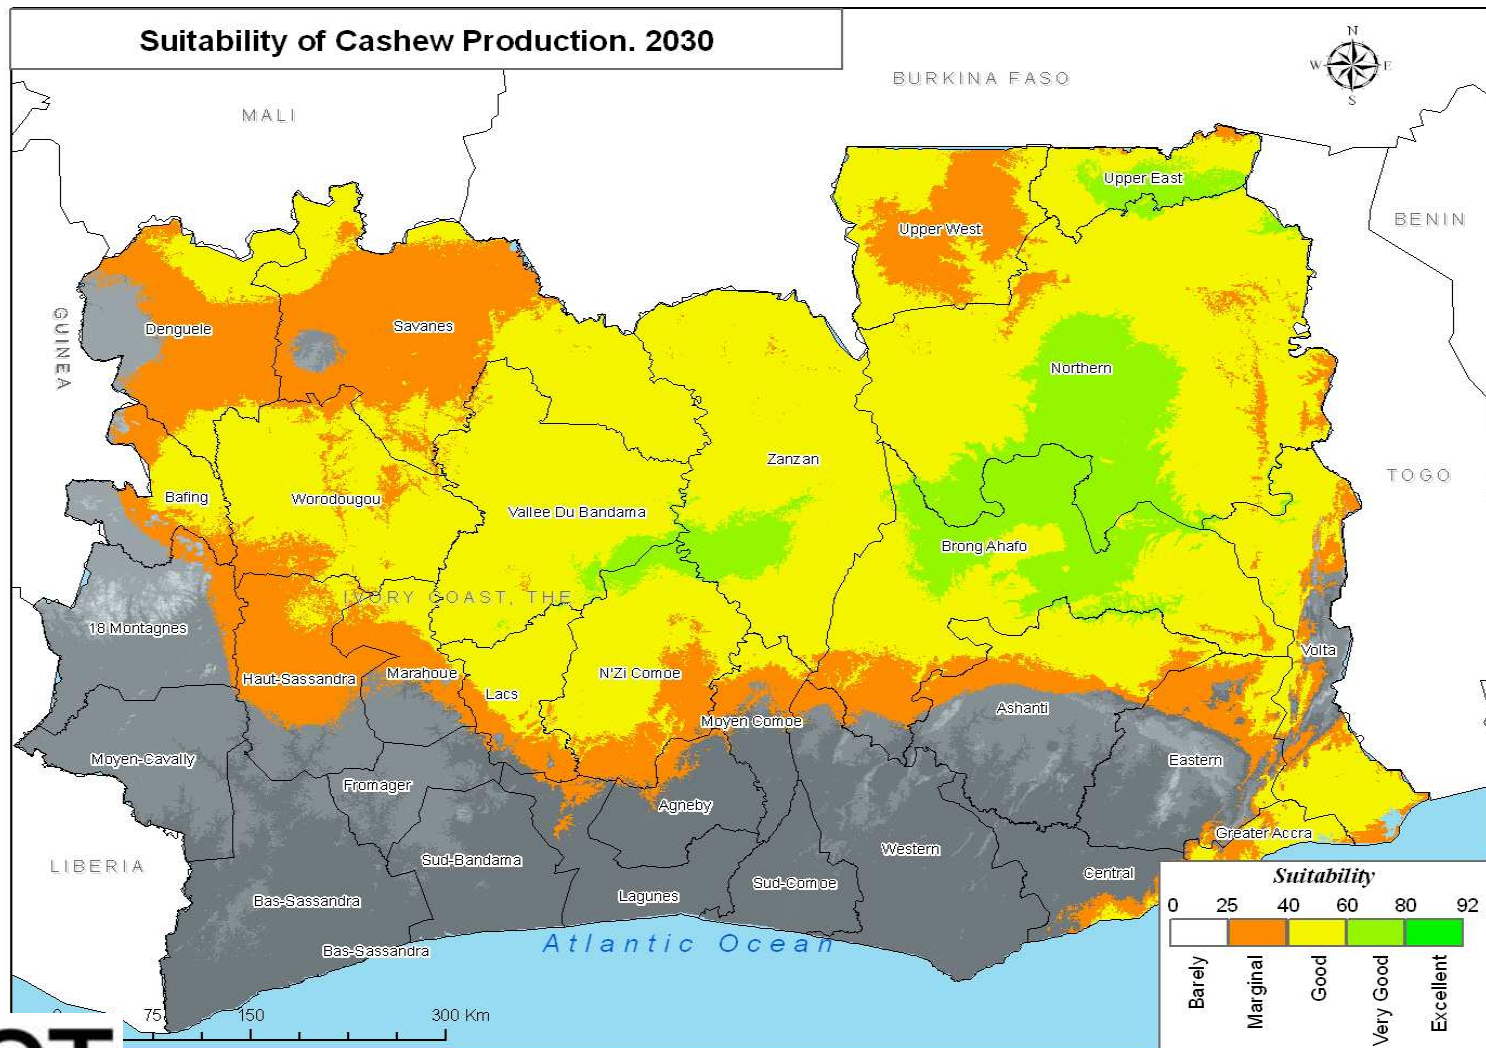 Suitability of Cashew Production. 2030
N
W E
S
BURKINA FASO
MALI
BENIN
GUINEA
TOGO
LIBERIA
IVORY COAST, THE
Upper East
Upper West
Denguele
Savanes
Northern
Zanzan
Bafing
Worodougou
Vallee Du Bandama
Brong Ahafo
18 Montagnes
Volta
Haut-Sassandra
Marahoue
N'Zi Comoe
Lacs
Ashanti
Moyen Comoe
Moyen-Cavally
Eastern
Fromager
Agneby
Greater Accra
Western
Sud-Bandama
Central
Sud-Comoe
Lagunes
Bas-Sassandra
Bas-Sassandra
Atlantic Ocean
75 150 300 Km
Suitability
0 25 40 60 80 92
Barely
Marginal
Good
Very Good
Excellent